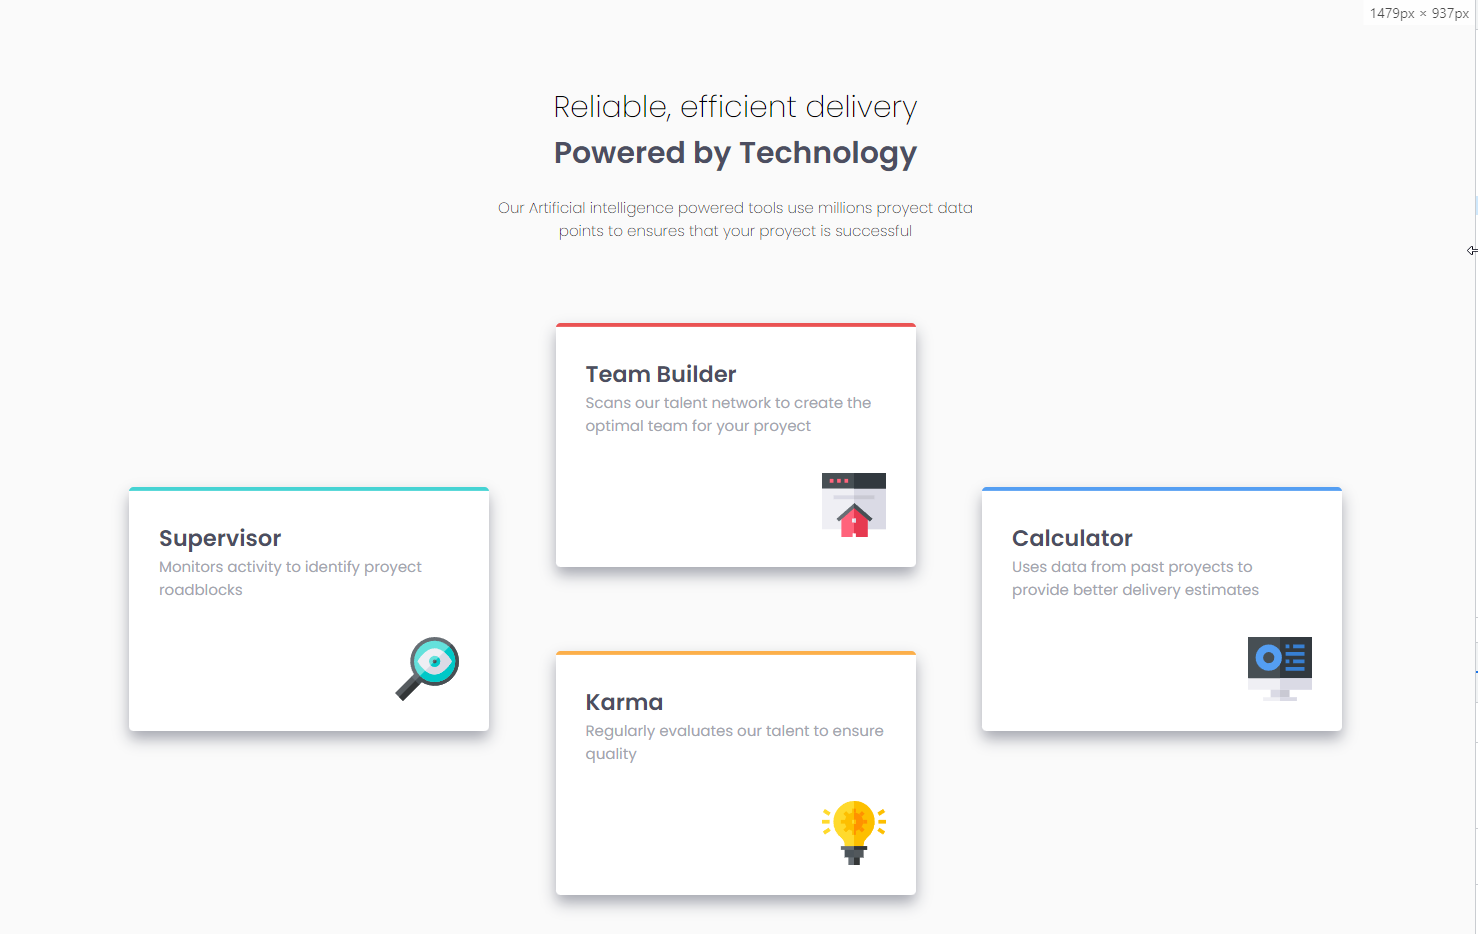 1479px × 937px
Reliable, efficient delivery
Powered by Technology
Our Artificial intelligence powered tools use millions proyect data
points to ensures that your proyect is successful
Team Builder
Scans our talent network to create the
optimal team for your proyect
Supervisor
Monitors activity to identify proyect
roadblocks
Calculator
Uses data from past proyects to
provide better delivery estimates
Karma
Regularly evaluates our talent to ensure
quality